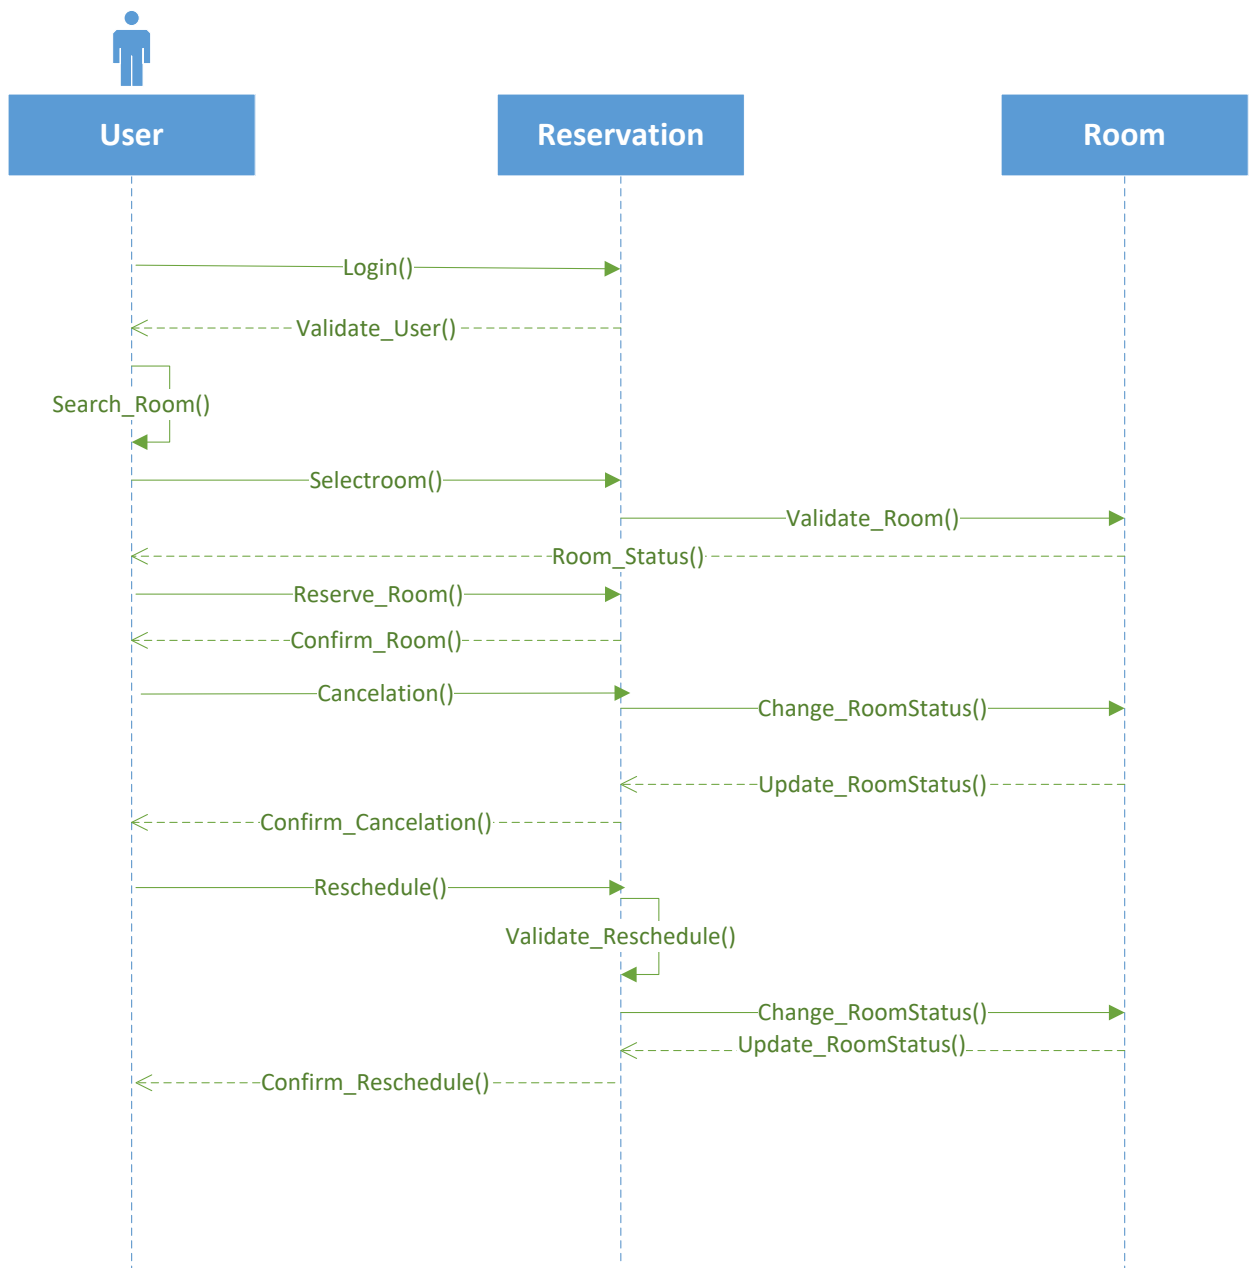 User
Reservation
Room
Login()
Validate_User()
Search_Room()
Selectroom()
Validate_Room()
Room_Status()
Reserve_Room()
Confirm_Room()
Cancelation()
Change_RoomStatus()
Update_RoomStatus()
Confirm_Cancelation()
Reschedule()
Validate_Reschedule()
Change_RoomStatus()
Update_RoomStatus()
Confirm_Reschedule()